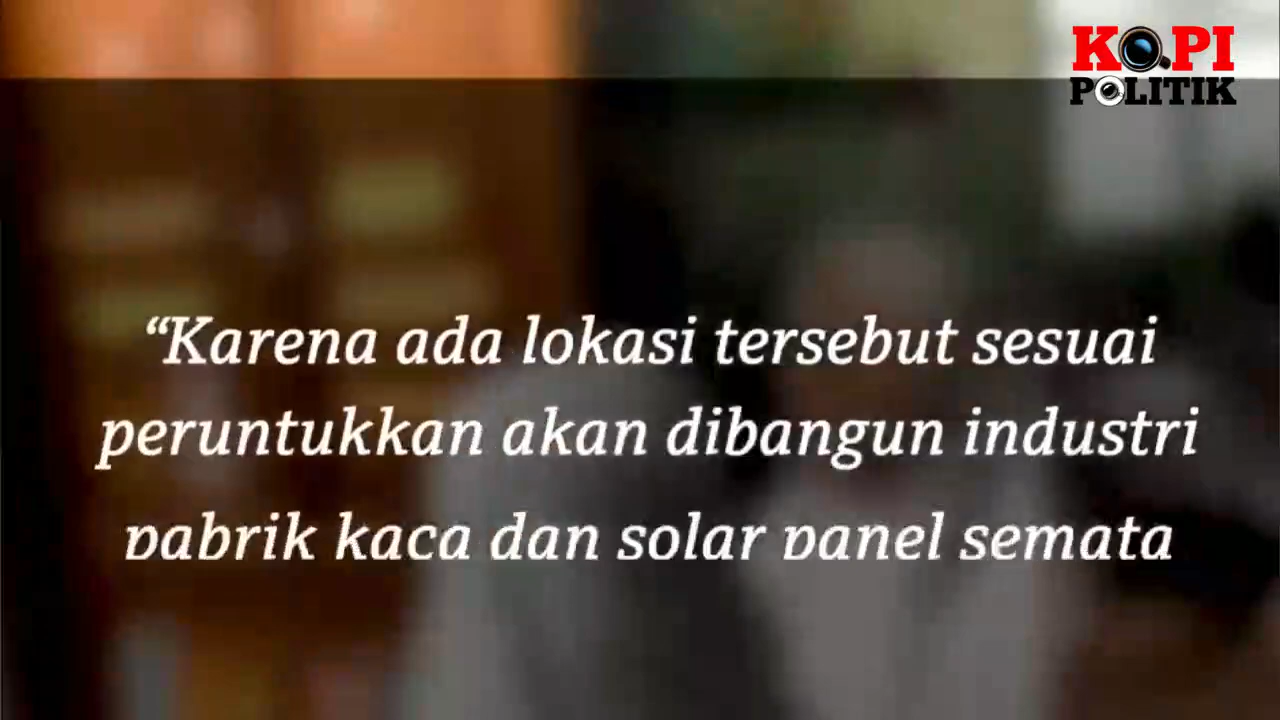 KOPI
POLITIK
“Karena ada lokasi tersebut sesuai
peruntukkan akan dibangun industri
pabrik kaca dan solar panel semata